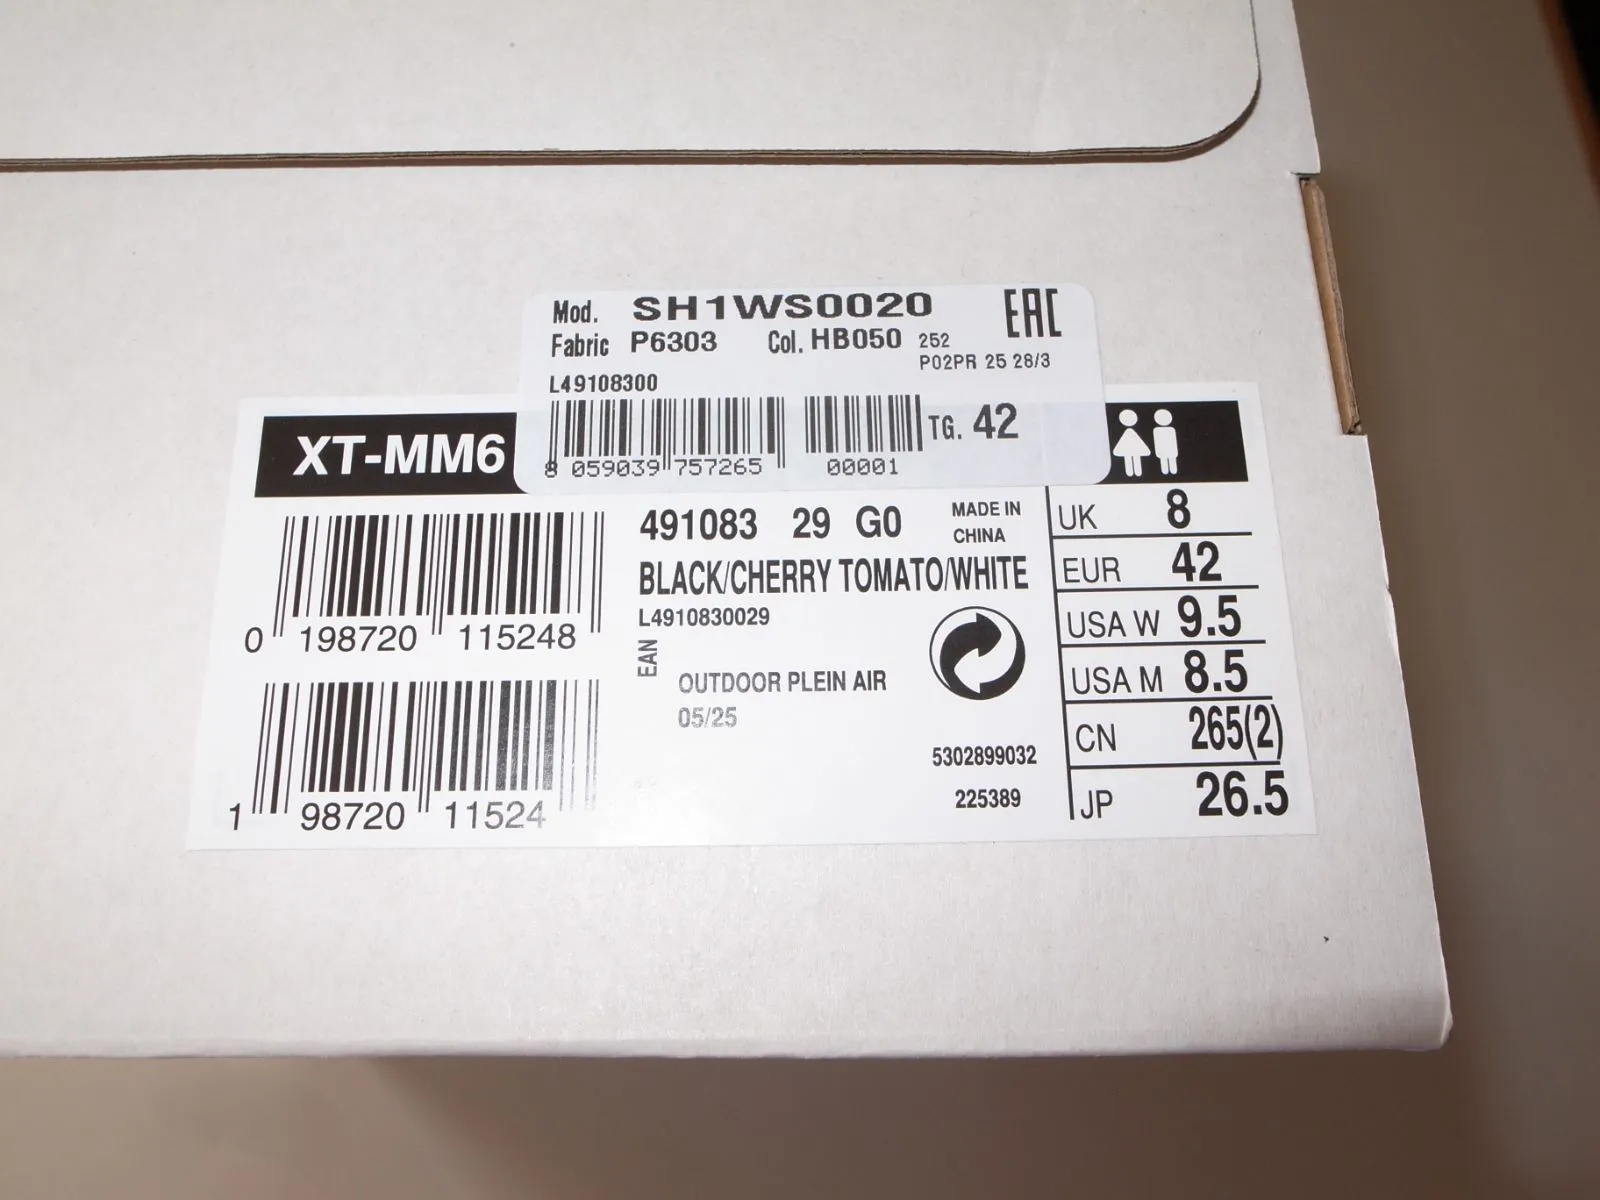 Mod. SH1WS0020
EAC
Fabric P6303 Col. HB050 252
P02PR 25 28/3
L49108300
8 059039 757265 00001
TG. 42
XT-MM6
0 198720 115248
1 98720 11524
491083 29 G0
MADE IN
CHINA
BLACK/CHERRY TOMATO/WHITE
L4910830029
EAN
OUTDOOR PLEIN AIR
05/25
5302899032
225389
UK 8
EUR 42
USA W 9.5
USA M 8.5
CN 265(2)
JP 26.5